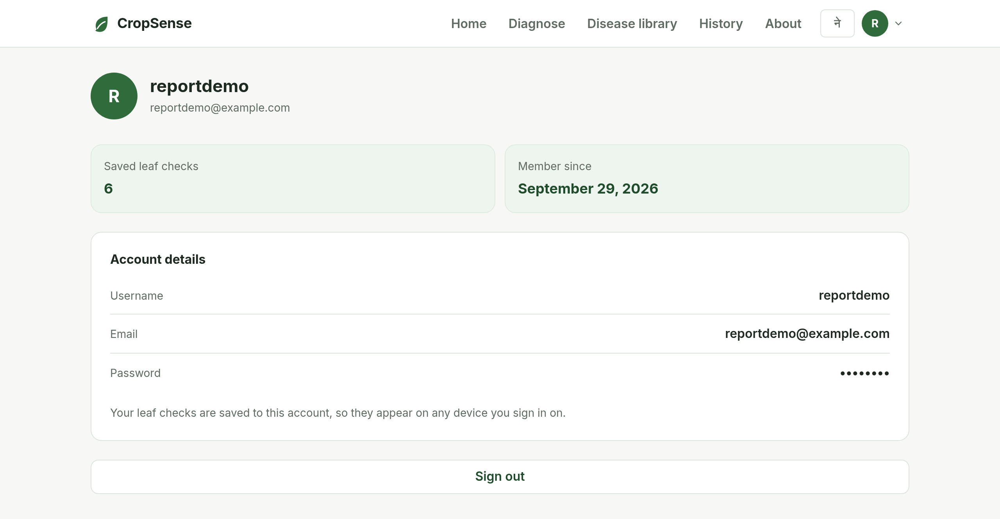 CropSense
Home Diagnose Disease library History About ने R
R
reportdemo
reportdemo@example.com
Saved leaf checks
6
Member since
September 29, 2026
Account details
Username reportdemo
Email reportdemo@example.com
Password ••••••••
Your leaf checks are saved to this account, so they appear on any device you sign in on.
Sign out